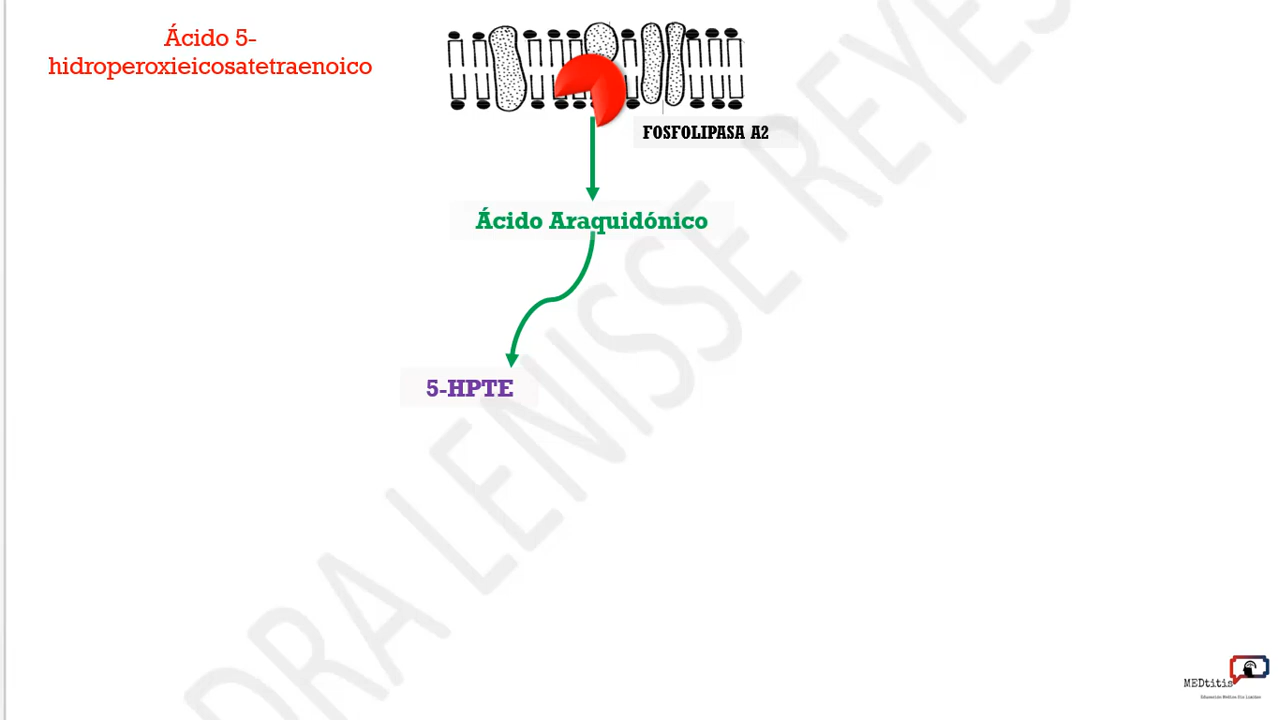 Ácido 5-
hidroperoxieicosatetraenoico
FOSFOLIPASA A2
Ácido Araquidónico
5-HPTE
DRA LENISSE REYES
MEDtitis